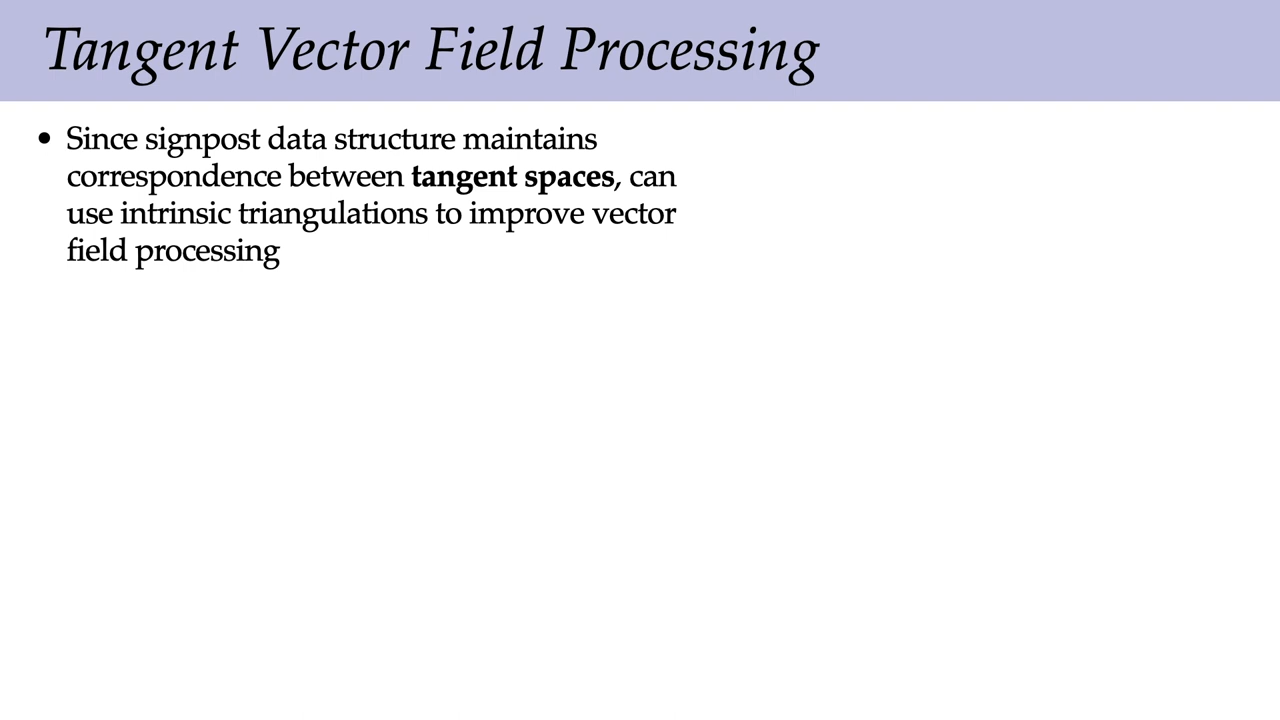 Tangent Vector Field Processing
• Since signpost data structure maintains
correspondence between tangent spaces, can
use intrinsic triangulations to improve vector
field processing